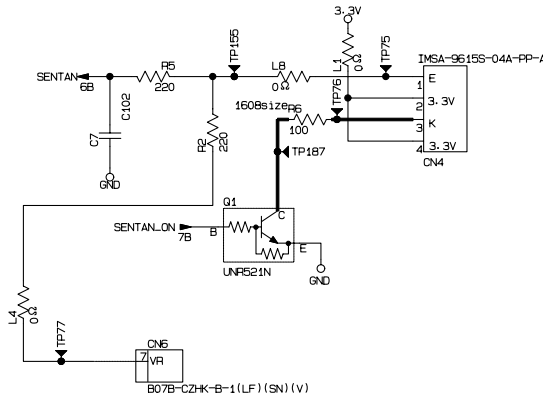 3.3V
TP155
TP75
IMSA-9615S-04A-PP-A
R5
L8
L1
0Ω
SENTAN
6B
220
0Ω
E
1
C102
1608size
R6
TP76
2
3.3V
C7
R2
220
100
3
K
TP187
4
3.3V
CN4
GND
Q1
C
SENTAN_ON
7B
B
E
UNR521N
GND
L4
0Ω
TP77
CN6
7
VR
B07B-CZHK-B-1(LF)(SN)(V)